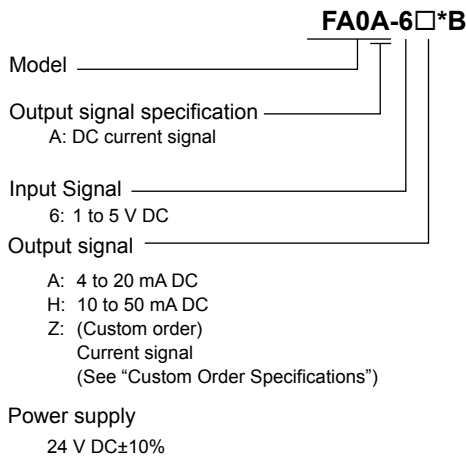 FA0A-6□*B
Model
Output signal specification
A: DC current signal
Input Signal
6: 1 to 5 V DC
Output signal
A: 4 to 20 mA DC
H: 10 to 50 mA DC
Z: (Custom order)
Current signal
(See “Custom Order Specifications”)
Power supply
24 V DC±10%